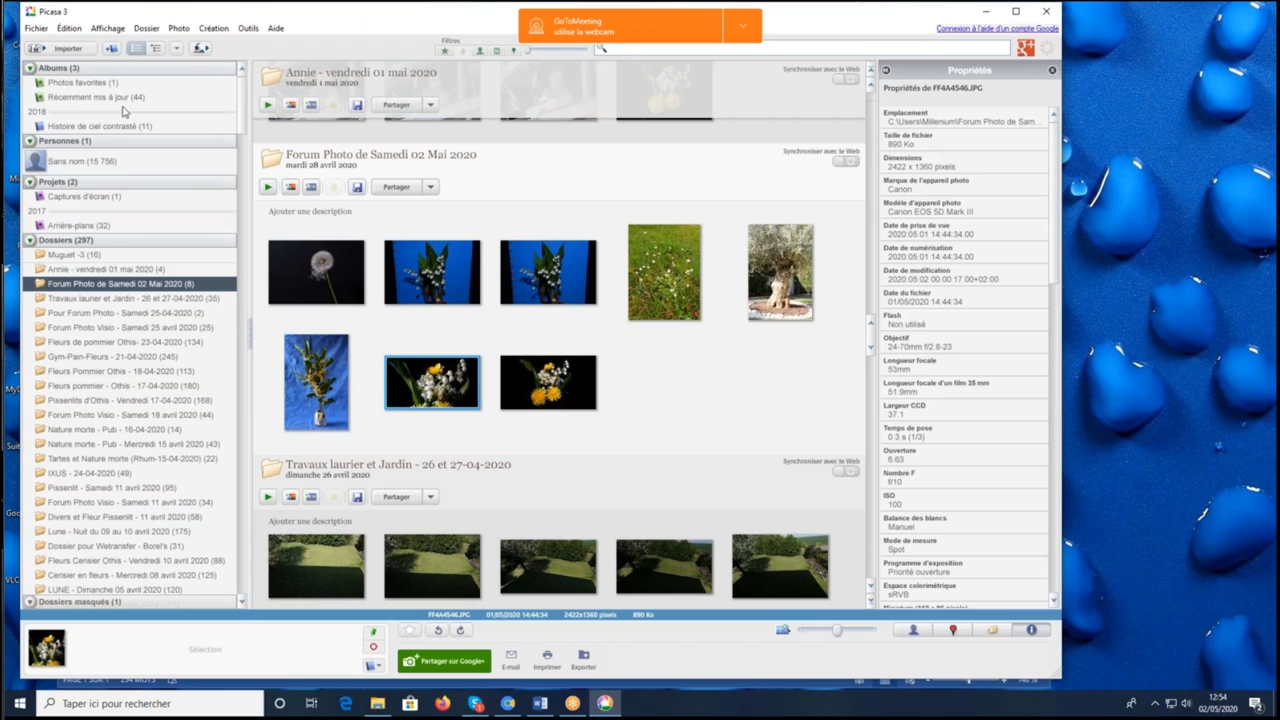 Picasa 3
GoToMeeting
utilise la webcam
Fichier Édition Affichage Dossier Photo Création Outils Aide
Connexion à l'aide d'un compte Google
Importer
Filtres
Albums (3)
Photos favorites (1)
Récemment mis à jour (44)
2018
Histoire de ciel contrasté (11)
Personnes (1)
Sans nom (15 756)
Projets (2)
Captures d'écran (1)
2017
Arrière-plans (32)
Dossiers (297)
Muguet -3 (16)
Annie - vendredi 01 mai 2020 (4)
Forum Photo de Samedi 02 Mai 2020 (8)
Travaux laurier et Jardin - 26 et 27-04-2020
Pour Forum Photo - Samedi 25-04-2020 (2)
Forum Photo Visio - Samedi 25 avril 2020 (25)
Fleurs de pommier Othis- 23-04-2020 (134)
Gym-Pain-Fleurs - 21-04-2020 (245)
Fleurs Pommier Othis - 18-04-2020 (113)
Fleurs pommier - Othis - 17-04-2020 (180)
Pissenlits d'Othis - Vendredi 17-04-2020 (168)
Forum Photo Visio - Samedi 18 avril 2020 (44)
Nature morte - Pub - 16-04-2020 (14)
Nature morte - Pub - Mercredi 15 avril 2020 (43)
Tartes et Nature morte (Rhum-15-04-2020) (22)
IXUS - 24-04-2020 (49)
Pissenlit - Samedi 11 avril 2020 (95)
Forum Photo Visio - Samedi 11 avril 2020 (34)
Divers et Fleur Pissenlit - 11 avril 2020 (58)
Lune - Nuit du 09 au 10 avril 2020 (175)
Dossier pour Wetransfer - Borel's (31)
Fleurs Censier Othis - Vendredi 10 avril 2020 (88)
Censier en fleurs - Mercredi 08 avril 2020 (125)
LUNE - Dimanche 05 avril 2020 (120)
Dossiers masqués (1)
Annie - vendredi 01 mai 2020
vendredi 1 mai 2020
Synchroniser avec le Web
Partager
Forum Photo de Samedi 02 Mai 2020
mardi 28 avril 2020
Synchroniser avec le Web
Partager
Ajouter une description
Travaux laurier et Jardin - 26 et 27-04-2020
dimanche 26 avril 2020
Synchroniser avec le Web
Partager
Ajouter une description
Propriétés
Propriétés de FF4A4546.JPG
Emplacement
C:\Users\Millenium\Forum Photo de Sam...
Taille de fichier
890 Ko
Dimensions
2422 x 1360 pixels
Marque de l'appareil photo
Canon
Modèle d'appareil photo
Canon EOS 5D Mark III
Date de prise de vue
2020:05:01 14:44:34.00
Date de numérisation
2020:05:01 14:44:34.00
Date de modification
2020:05:02 00:00:17.00+02:00
Date du fichier
01/05/2020 14:44:34
Flash
Non utilisé
Objectif
24-70mm f/2.8-23
Longueur focale
53mm
Longueur focale d'un film 35 mm
51.9mm
Largeur CCD
37.1
Temps de pose
0.3 s (1/3)
Ouverture
6.63
Nombre F
f/10
ISO
100
Balance des blancs
Manuel
Mode de mesure
Spot
Programme d'exposition
Priorité ouverture
Espace colorimétrique
sRVB
FF4A4546.JPG 01/05/2020 14:44:34 2422x1360 pixels 890 Ko
Sélection
Partager sur Google+
E-mail Imprimer Exporter
Taper ici pour rechercher
12:54
02/05/2020